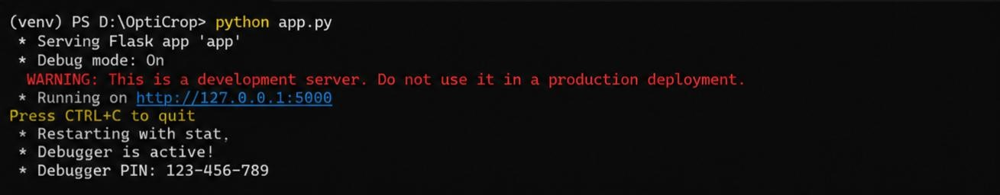 (venv) PS D:\OptiCrop> python app.py
* Serving Flask app 'app'
* Debug mode: On
WARNING: This is a development server. Do not use it in a production deployment.
* Running on http://127.0.0.1:5000
Press CTRL+C to quit
* Restarting with stat,
* Debugger is active!
* Debugger PIN: 123-456-789